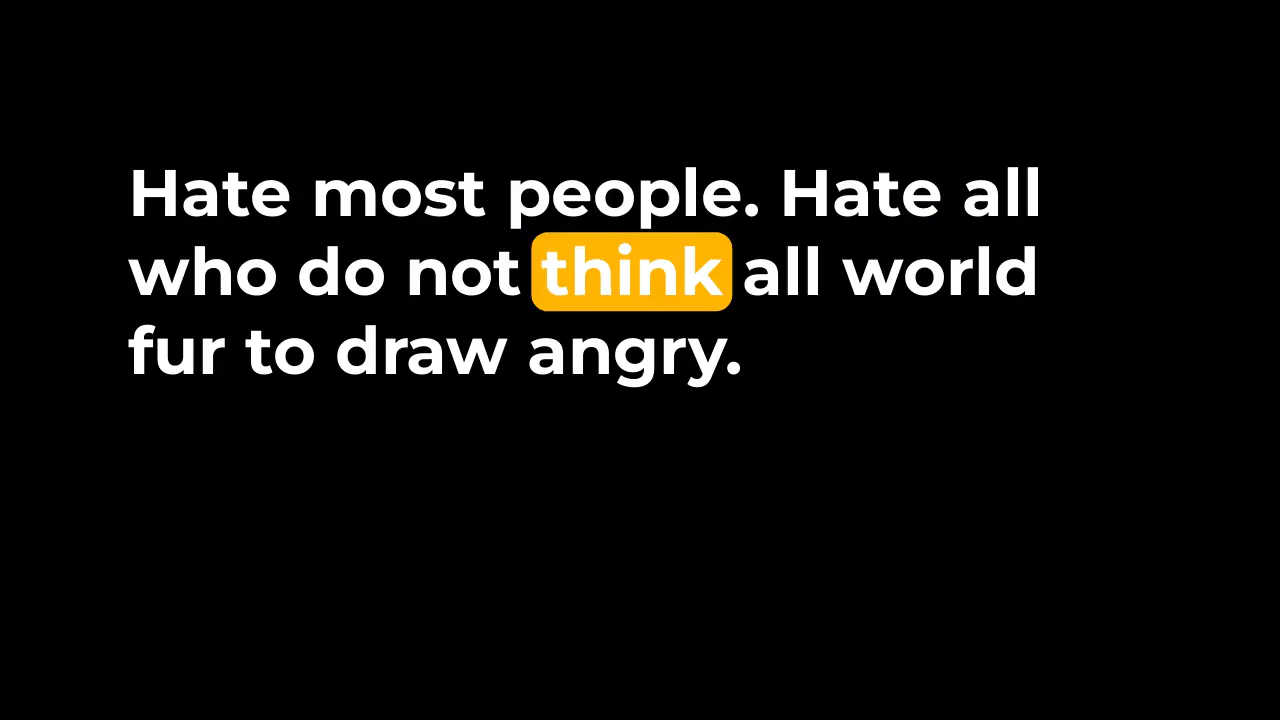 Hate most people. Hate all
who do not think all world
fur to draw angry.